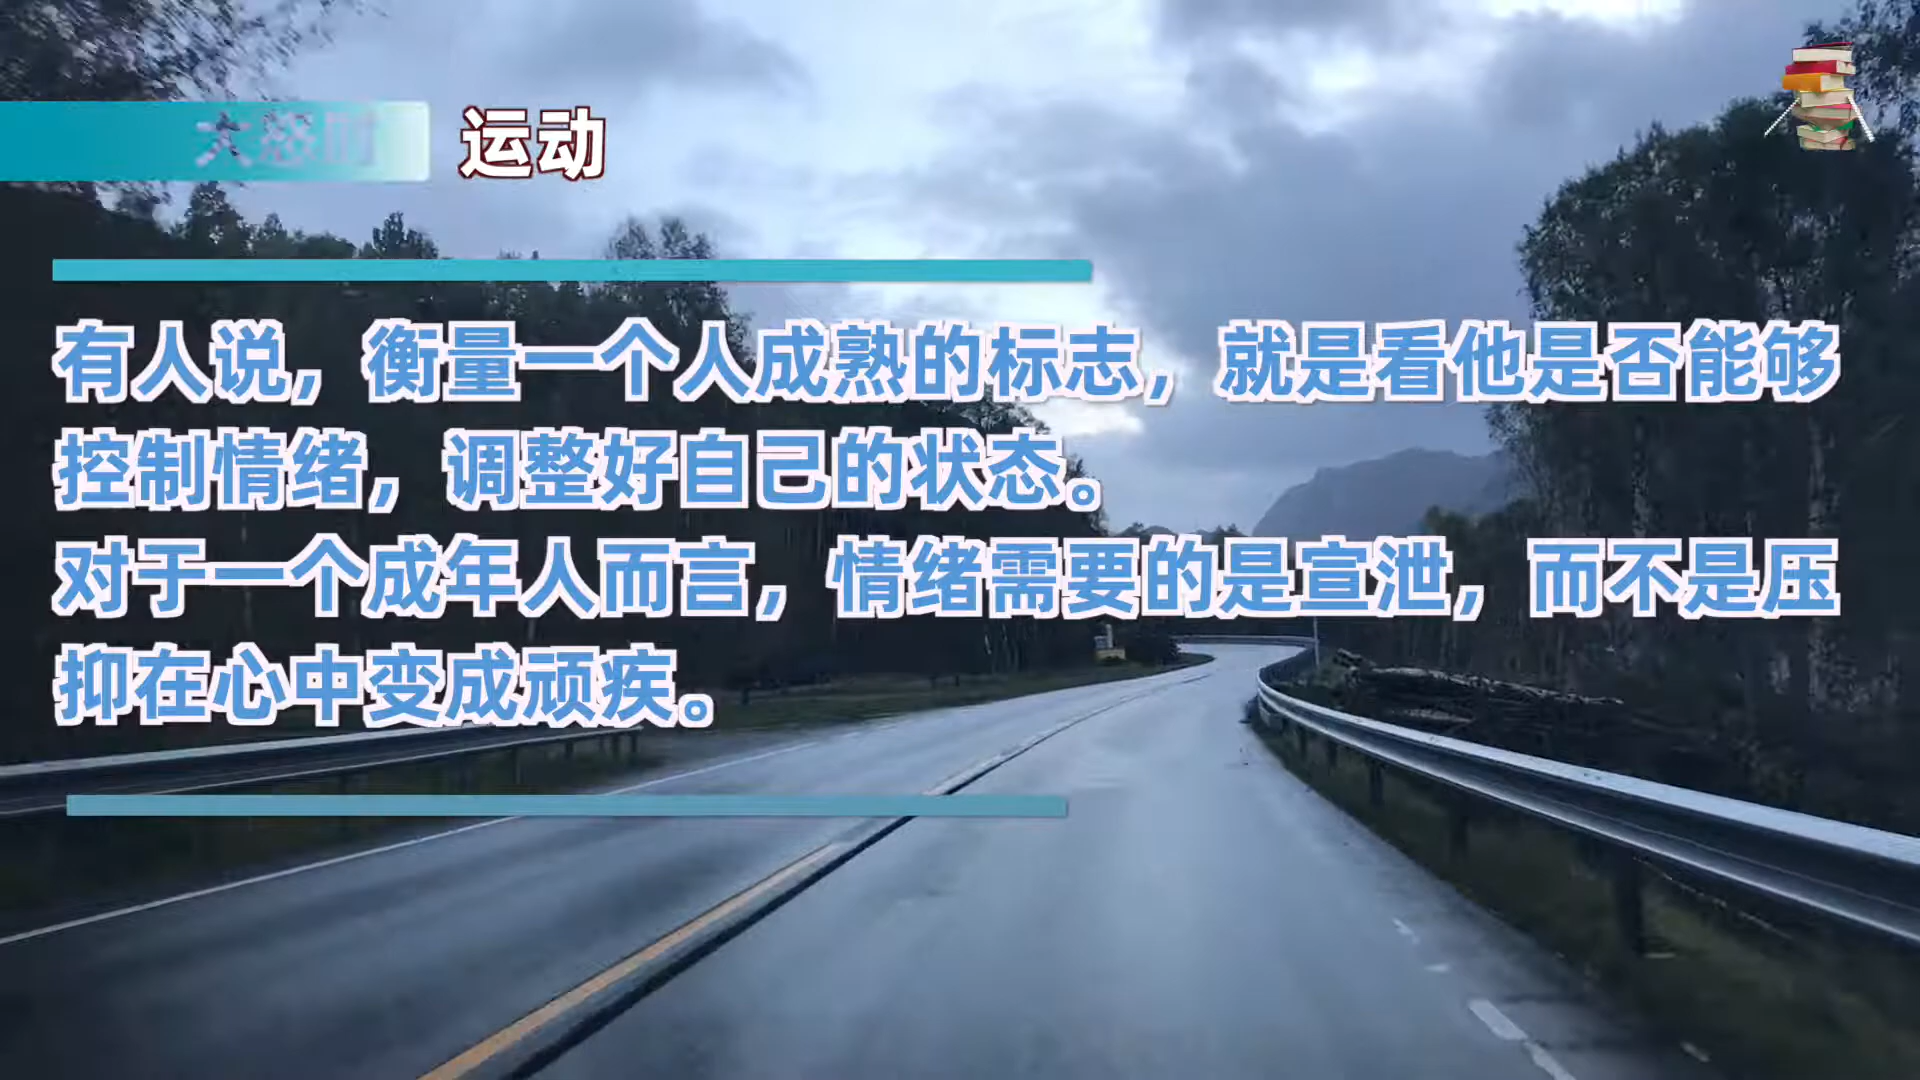 大怒时 运动
有人说，衡量一个人成熟的标志，就是看他是否能够
控制情绪，调整好自己的状态。
对于一个成年人而言，情绪需要的是宣泄，而不是压
抑在心中变成顽疾。